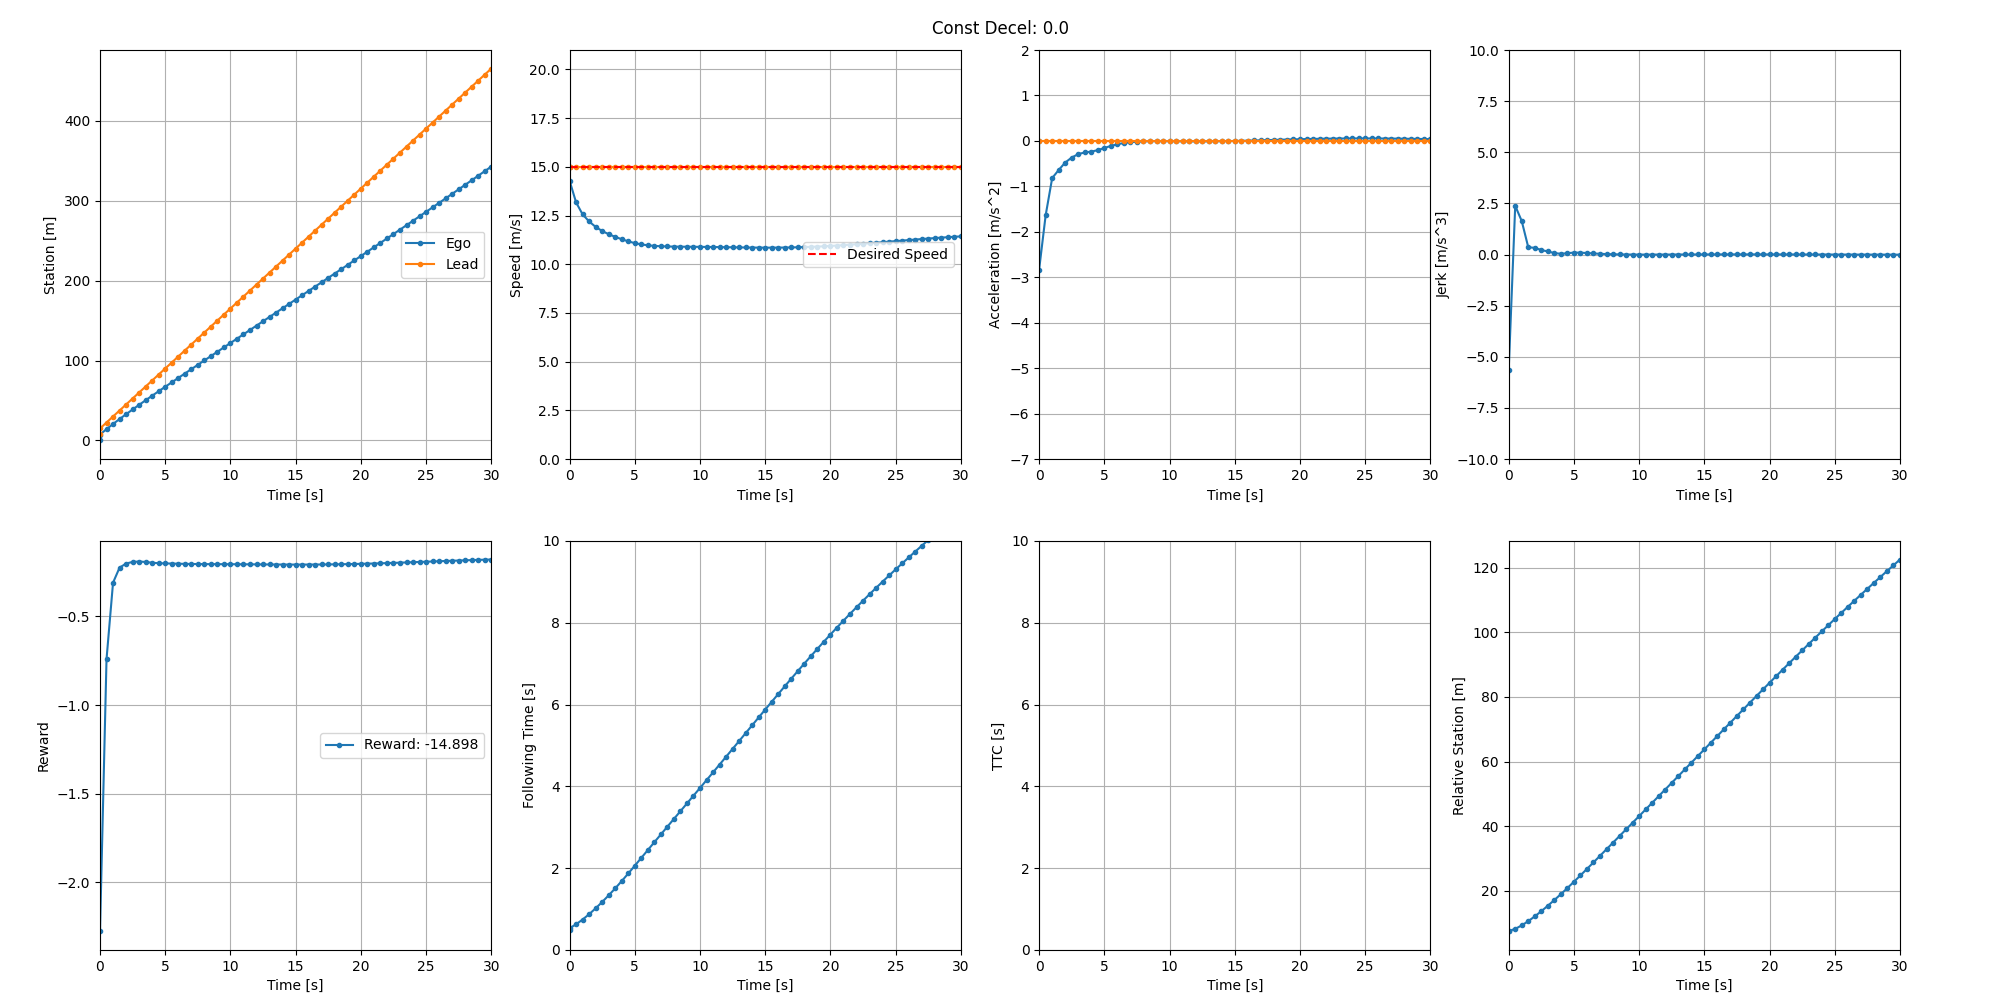 Const Decel: 0.0
Station [m]
400
300
200
100
0
0 5 10 15 20 25 30
Time [s]
Ego
Lead
Speed [m/s]
20.0
17.5
15.0
12.5
10.0
7.5
5.0
2.5
0.0
0 5 10 15 20 25 30
Time [s]
Desired Speed
Acceleration [m/s^2]
2
1
0
−1
−2
−3
−4
−5
−6
−7
0 5 10 15 20 25 30
Time [s]
Jerk [m/s^3]
10.0
7.5
5.0
2.5
0.0
−2.5
−5.0
−7.5
−10.0
0 5 10 15 20 25 30
Time [s]
Reward
−0.5
−1.0
−1.5
−2.0
0 5 10 15 20 25 30
Time [s]
Reward: -14.898
Following Time [s]
10
8
6
4
2
0
0 5 10 15 20 25 30
Time [s]
TTC [s]
10
8
6
4
2
0
0 5 10 15 20 25 30
Time [s]
Relative Station [m]
120
100
80
60
40
20
0 5 10 15 20 25 30
Time [s]